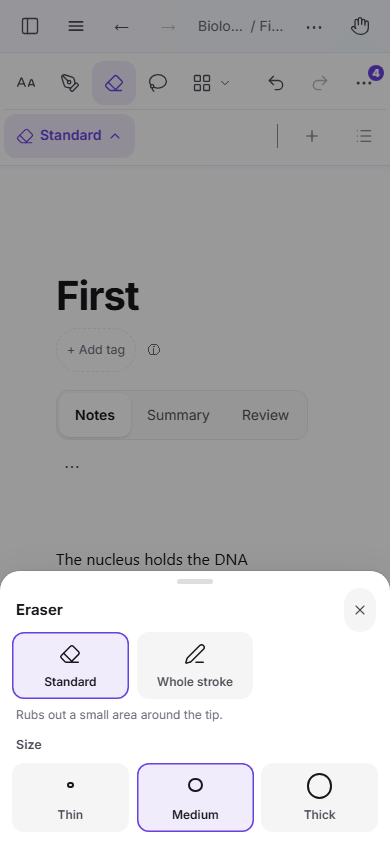 Biolo... / Fi...
Aa
4
Standard
First
+ Add tag
Notes Summary Review
...
The nucleus holds the DNA
Eraser
Standard Whole stroke
Rubs out a small area around the tip.
Size
Thin Medium Thick